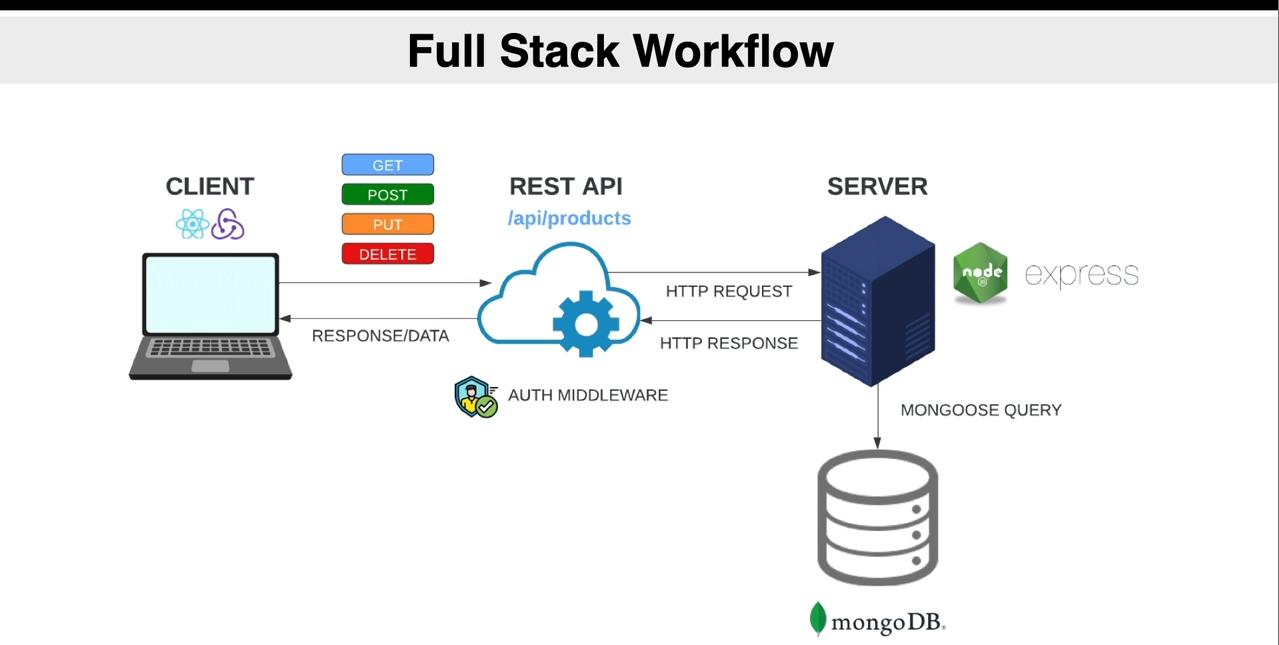 Full Stack Workflow
CLIENT
GET
POST
PUT
DELETE
RESPONSE/DATA
REST API
/api/products
AUTH MIDDLEWARE
HTTP REQUEST
HTTP RESPONSE
SERVER
node
JS
express
MONGOOSE QUERY
mongoDB®